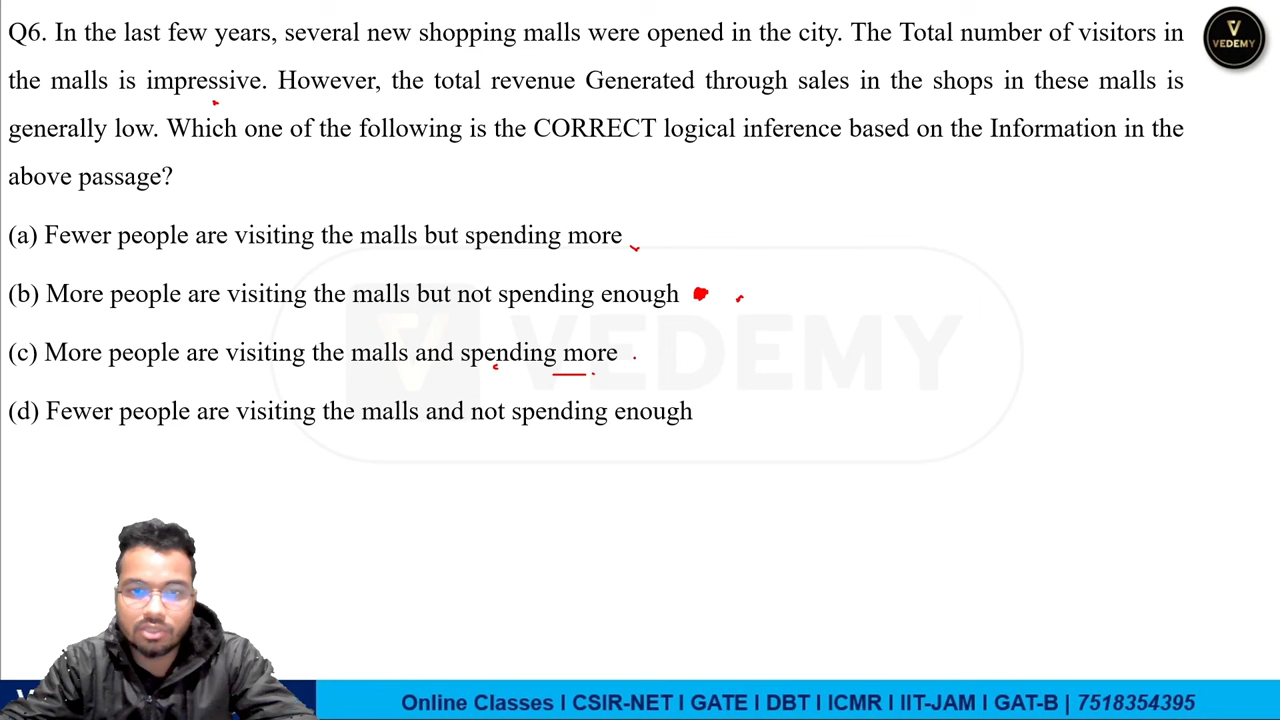 Q6. In the last few years, several new shopping malls were opened in the city. The Total number of visitors in
the malls is impressive. However, the total revenue Generated through sales in the shops in these malls is
generally low. Which one of the following is the CORRECT logical inference based on the Information in the
above passage?
(a) Fewer people are visiting the malls but spending more
(b) More people are visiting the malls but not spending enough
(c) More people are visiting the malls and spending more
(d) Fewer people are visiting the malls and not spending enough
VEDEMY
VEDEMY
Online Classes I CSIR-NET I GATE I DBT I ICMR I IIT-JAM I GAT-B | 7518354395